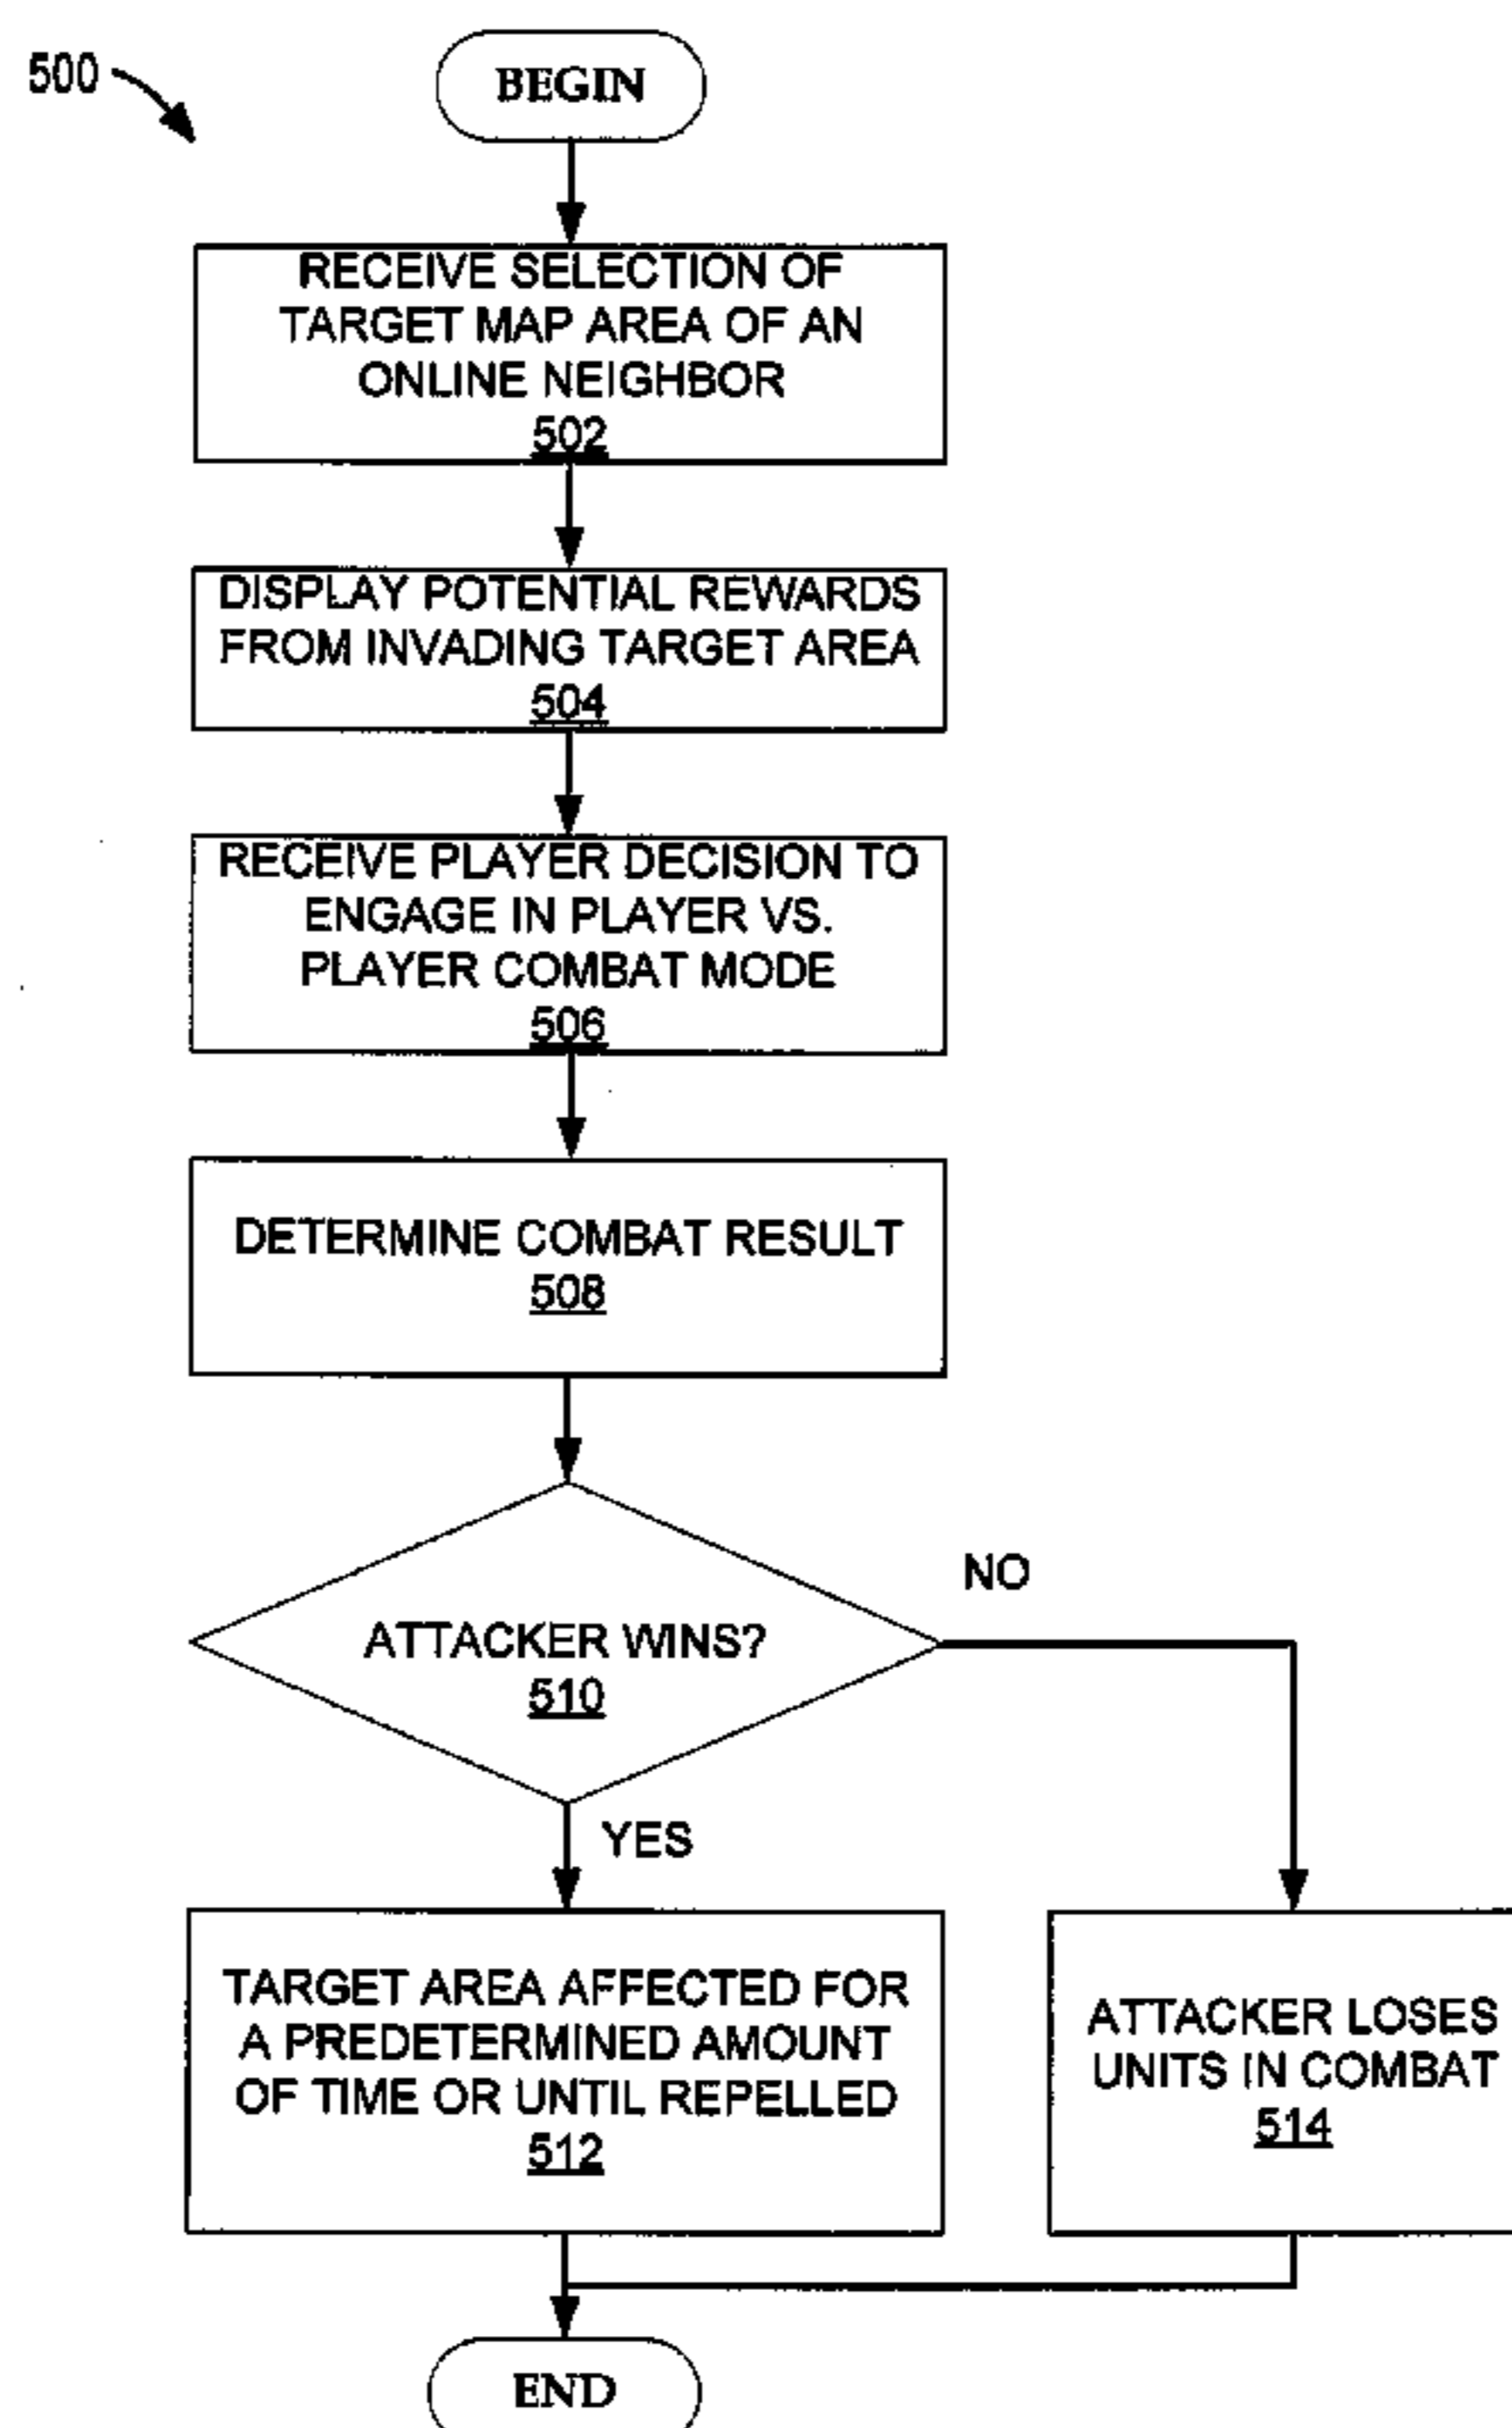 500
BEGIN
RECEIVE SELECTION OF
TARGET MAP AREA OF AN
ONLINE NEIGHBOR
502
DISPLAY POTENTIAL REWARDS
FROM INVADING TARGET AREA
504
RECEIVE PLAYER DECISION TO
ENGAGE IN PLAYER VS.
PLAYER COMBAT MODE
506
DETERMINE COMBAT RESULT
508
ATTACKER WINS?
510
NO
YES
TARGET AREA AFFECTED FOR
A PREDETERMINED AMOUNT
OF TIME OR UNTIL REPELLED
512
ATTACKER LOSES
UNITS IN COMBAT
514
END